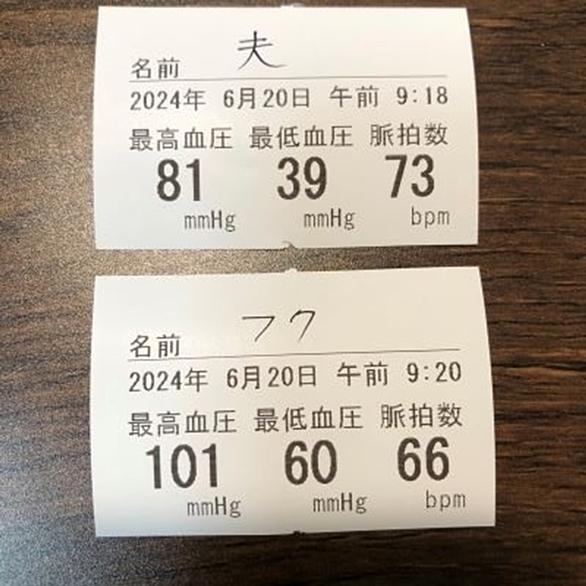 名前 夫
2024年 6月20日 午前 9:18
最高血圧 最低血圧 脈拍数
81 39 73
mmHg mmHg bpm
名前 フク
2024年 6月20日 午前 9:20
最高血圧 最低血圧 脈拍数
101 60 66
mmHg mmHg bpm